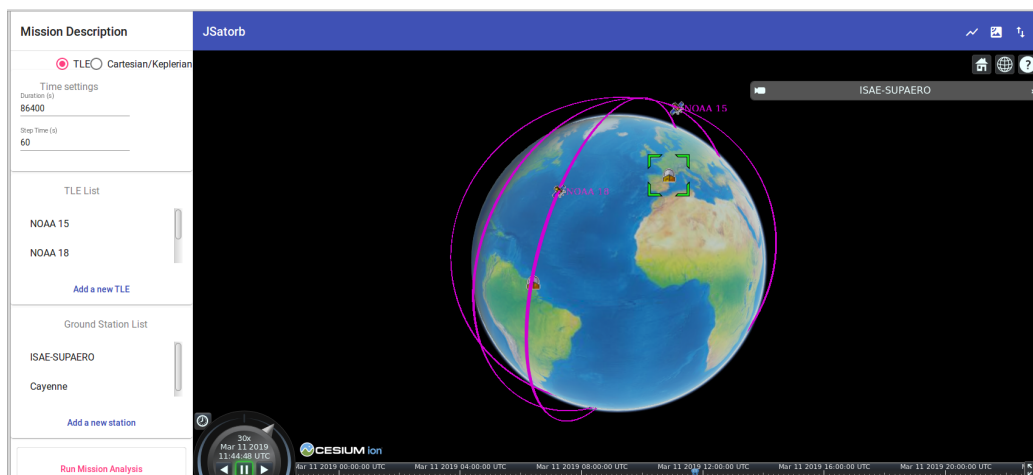 Mission Description
JSatorb
TLE
Cartesian/Keplerian
Time settings
Duration (s)
86400
Step Time (s)
60
TLE List
NOAA 15
NOAA 18
Add a new TLE
Ground Station List
ISAE-SUPAERO
Cayenne
Add a new station
Run Mission Analysis
?
ISAE-SUPAERO
NOAA 15
30x
Mar 11 2019
11:44:48 UTC
CESIUM ion
Mar 11 2019 00:00:00 UTC
Mar 11 2019 04:00:00 UTC
Mar 11 2019 08:00:00 UTC
Mar 11 2019 12:00:00 UTC
Mar 11 2019 16:00:00 UTC
Mar 11 2019 20:00:00 UTC